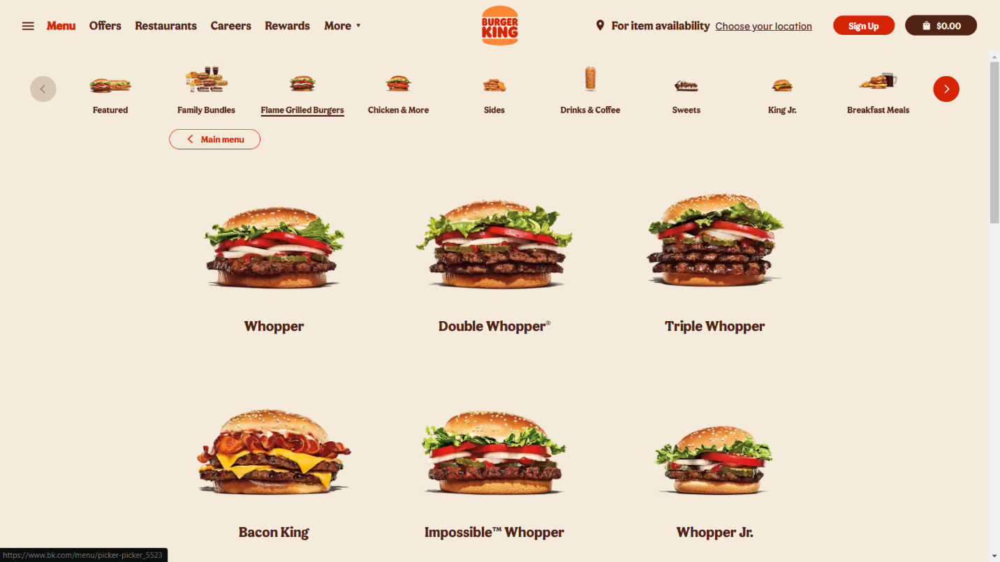 Menu Offers Restaurants Careers Rewards More ▼ BURGER KING For item availability Choose your location Sign Up $0.00
Featured Family Bundles Flame Grilled Burgers Chicken & More Sides Drinks & Coffee Sweets King Jr. Breakfast Meals
Main menu
Whopper Double Whopper® Triple Whopper
Bacon King Impossible™ Whopper Whopper Jr.
https://www.bk.com/menu/picker-picker_5523